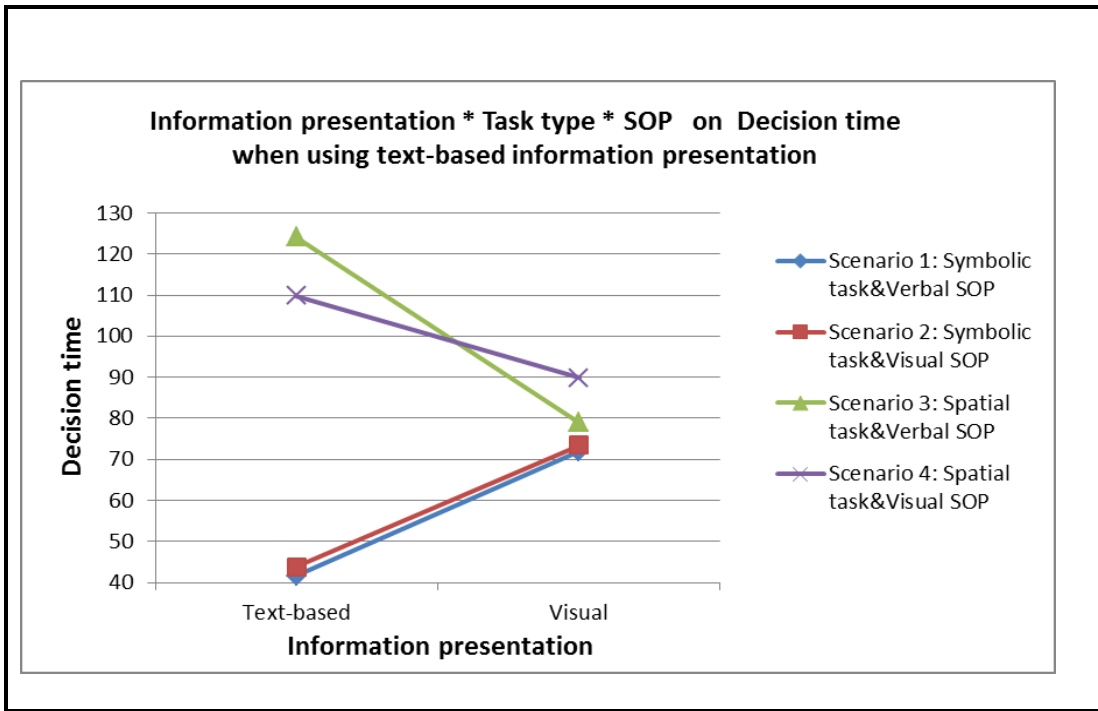 Information presentation * Task type * SOP on Decision time
when using text-based information presentation
130
120
110
100
90
80
70
60
50
40
Decision time
Text-based
Visual
Information presentation
Scenario 1: Symbolic
task&Verbal SOP
Scenario 2: Symbolic
task&Visual SOP
Scenario 3: Spatial
task&Verbal SOP
Scenario 4: Spatial
task&Visual SOP